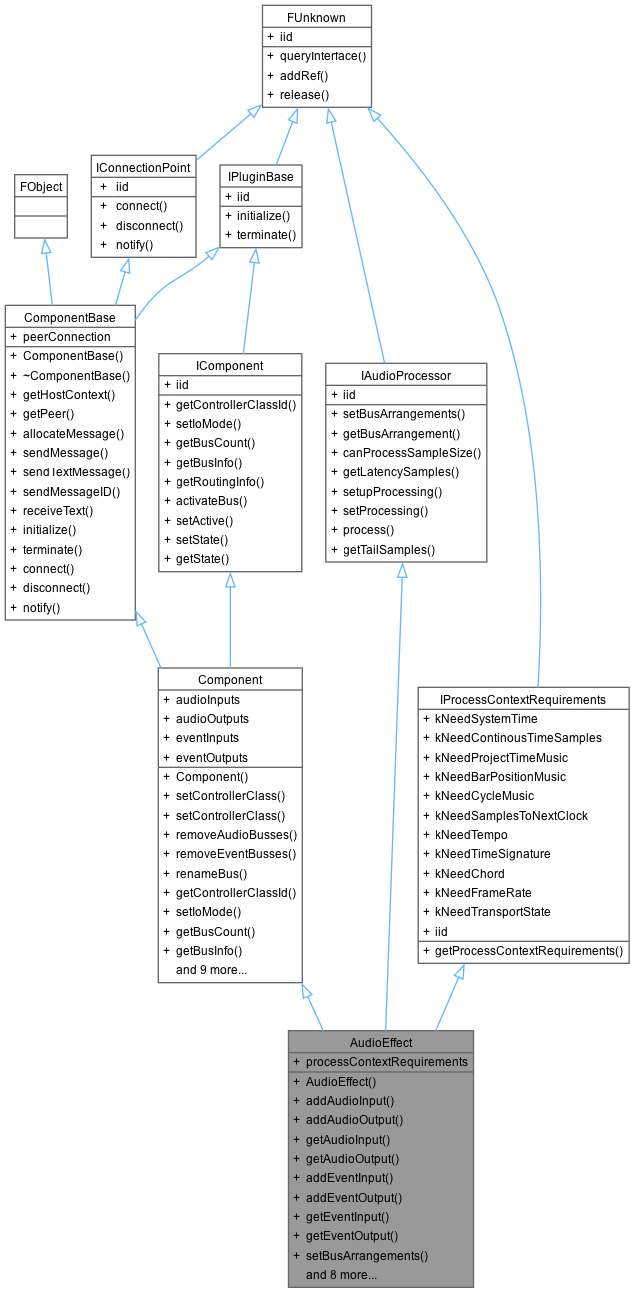 FUnknown
+ iid
+ queryInterface()
+ addRef()
+ release()
IConnectionPoint
+ iid
+ connect()
+ disconnect()
+ notify()
IPluginBase
+ iid
+ initialize()
+ terminate()
FObject
ComponentBase
+ peerConnection
+ ComponentBase()
+ ~ComponentBase()
+ getHostContext()
+ getPeer()
+ allocateMessage()
+ sendMessage()
+ sendTextMessage()
+ sendMessageID()
+ receiveText()
+ initialize()
+ terminate()
+ connect()
+ disconnect()
+ notify()
IComponent
+ iid
+ getControllerClassId()
+ setIoMode()
+ getBusCount()
+ getBusInfo()
+ getRoutingInfo()
+ activateBus()
+ setActive()
+ setState()
+ getState()
IAudioProcessor
+ iid
+ setBusArrangements()
+ getBusArrangement()
+ canProcessSampleSize()
+ getLatencySamples()
+ setupProcessing()
+ setProcessing()
+ process()
+ getTailSamples()
Component
+ audioInputs
+ audioOutputs
+ eventInputs
+ eventOutputs
+ Component()
+ setControllerClass()
+ setControllerClass()
+ removeAudioBusses()
+ removeEventBusses()
+ renameBus()
+ getControllerClassId()
+ setIoMode()
+ getBusCount()
+ getBusInfo()
and 9 more...
IProcessContextRequirements
+ kNeedSystemTime
+ kNeedContinousTimeSamples
+ kNeedProjectTimeMusic
+ kNeedBarPositionMusic
+ kNeedCycleMusic
+ kNeedSamplesToNextClock
+ kNeedTempo
+ kNeedTimeSignature
+ kNeedChord
+ kNeedFrameRate
+ kNeedTransportState
+ iid
+ getProcessContextRequirements()
AudioEffect
+ processContextRequirements
+ AudioEffect()
+ addAudioInput()
+ addAudioOutput()
+ getAudioInput()
+ getAudioOutput()
+ addEventInput()
+ addEventOutput()
+ getEventInput()
+ getEventOutput()
+ setBusArrangements()
and 8 more...